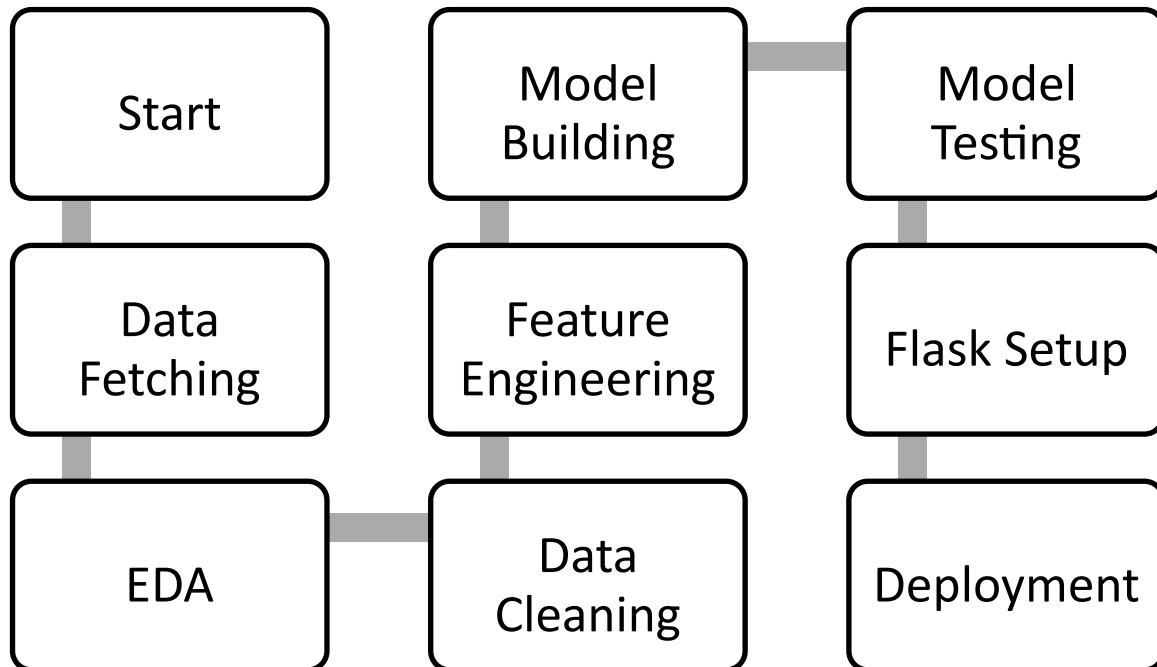 Start
Data
Fetching
EDA
Data
Cleaning
Feature
Engineering
Model
Building
Model
Testing
Flask Setup
Deployment